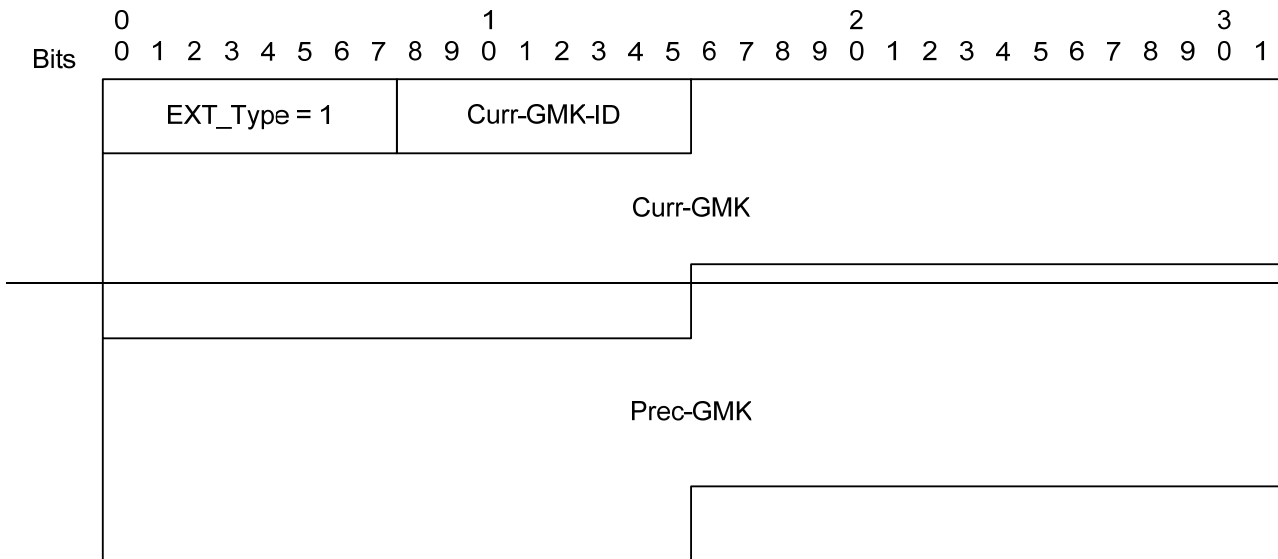 0 1 2 3
Bits 0 1 2 3 4 5 6 7 8 9 0 1 2 3 4 5 6 7 8 9 0 1 2 3 4 5 6 7 8 9 0 1
EXT_Type = 1 Curr-GMK-ID
Curr-GMK
Prec-GMK